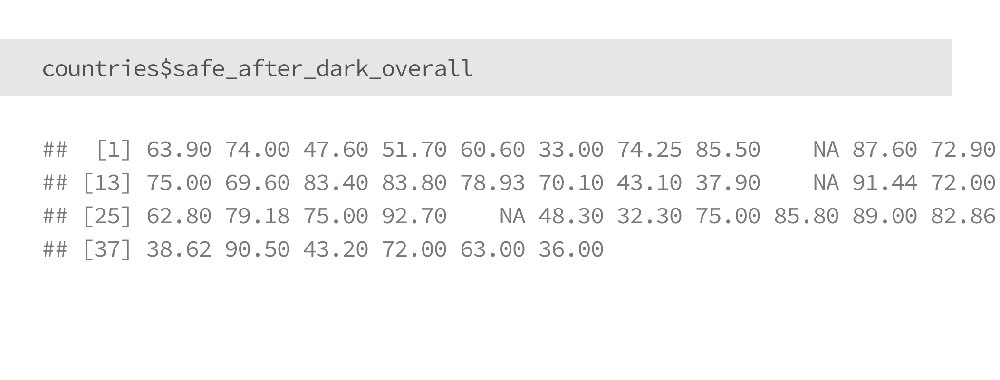 countries$safe_after_dark_overall
##  [1] 63.90 74.00 47.60 51.70 60.60 33.00 74.25 85.50    NA 87.60 72.90
## [13] 75.00 69.60 83.40 83.80 78.93 70.10 43.10 37.90    NA 91.44 72.00
## [25] 62.80 79.18 75.00 92.70    NA 48.30 32.30 75.00 85.80 89.00 82.86
## [37] 38.62 90.50 43.20 72.00 63.00 36.00